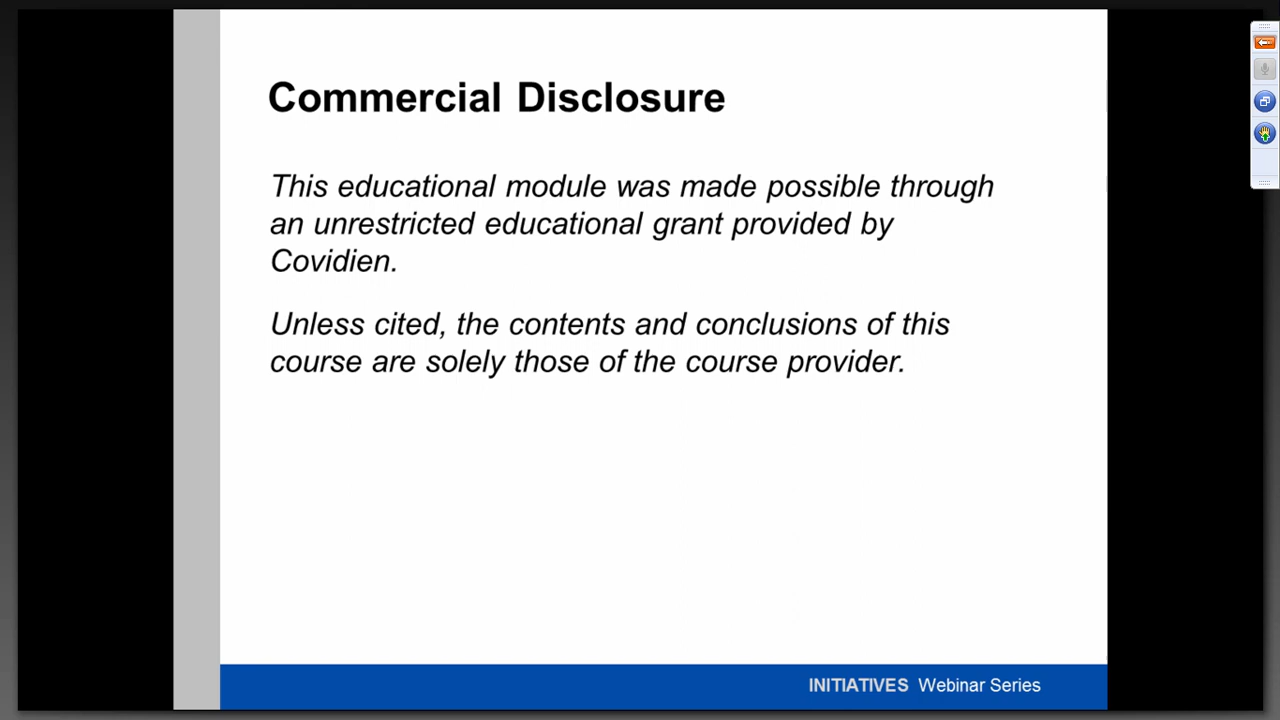 Commercial Disclosure
This educational module was made possible through
an unrestricted educational grant provided by
Covidien.
Unless cited, the contents and conclusions of this
course are solely those of the course provider.
INITIATIVES Webinar Series